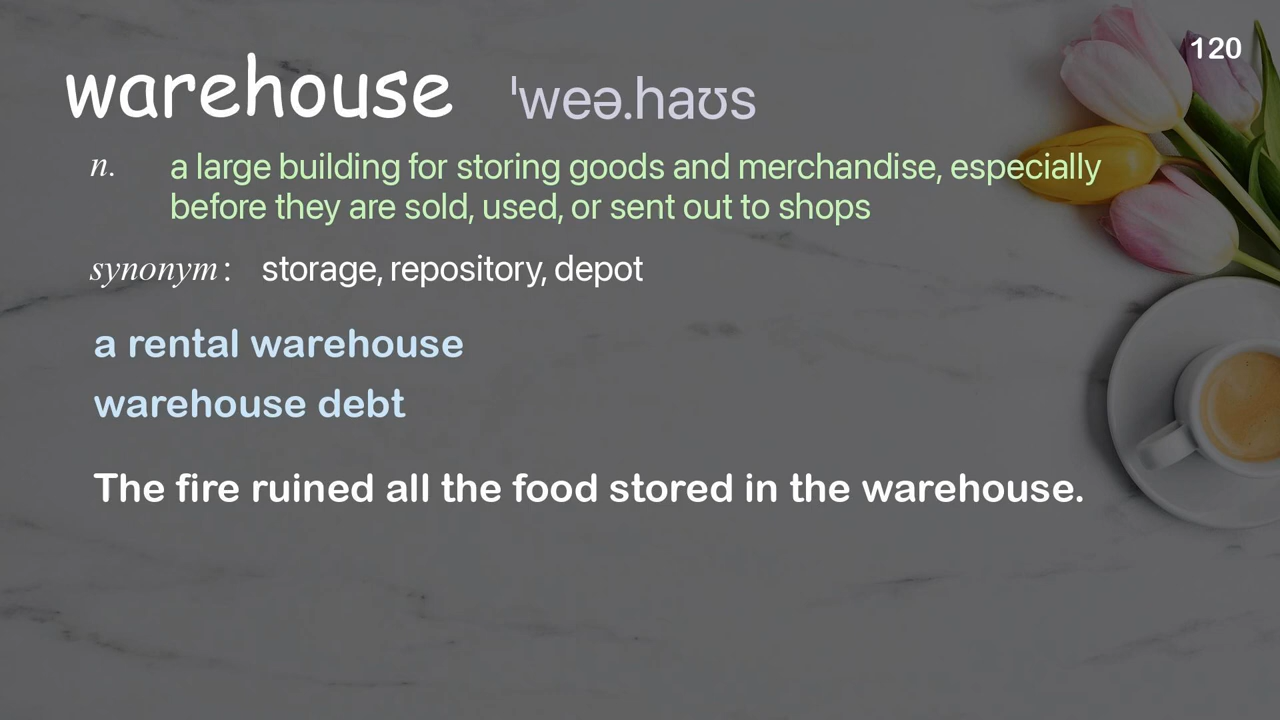 120
warehouse ˈweə.haʊs
n. a large building for storing goods and merchandise, especially
before they are sold, used, or sent out to shops
synonym: storage, repository, depot
a rental warehouse
warehouse debt
The fire ruined all the food stored in the warehouse.